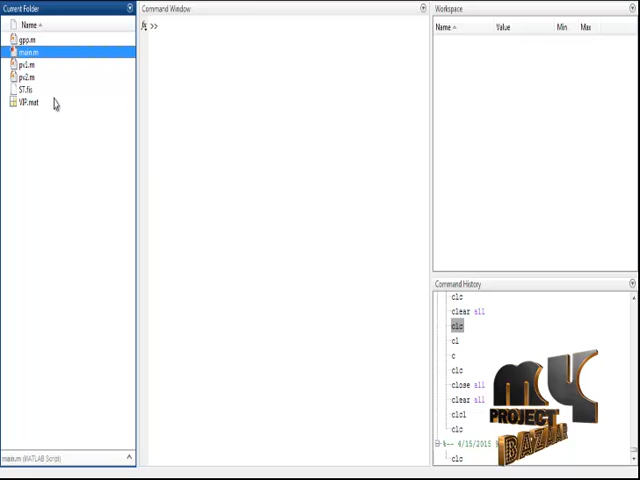 Current Folder
Name
gpp.m
main.m
pv1.m
pv2.m
ST.fis
VIP.mat
main.m (MATLAB Script)
Command Window
fx >>
Workspace
Name Value Min Max
Command History
clc
clear all
clc
cl
c
clc
close all
clear all
clcl
clc
%-- 4/15/2015
clc
my
PROJECT
BAZAAR